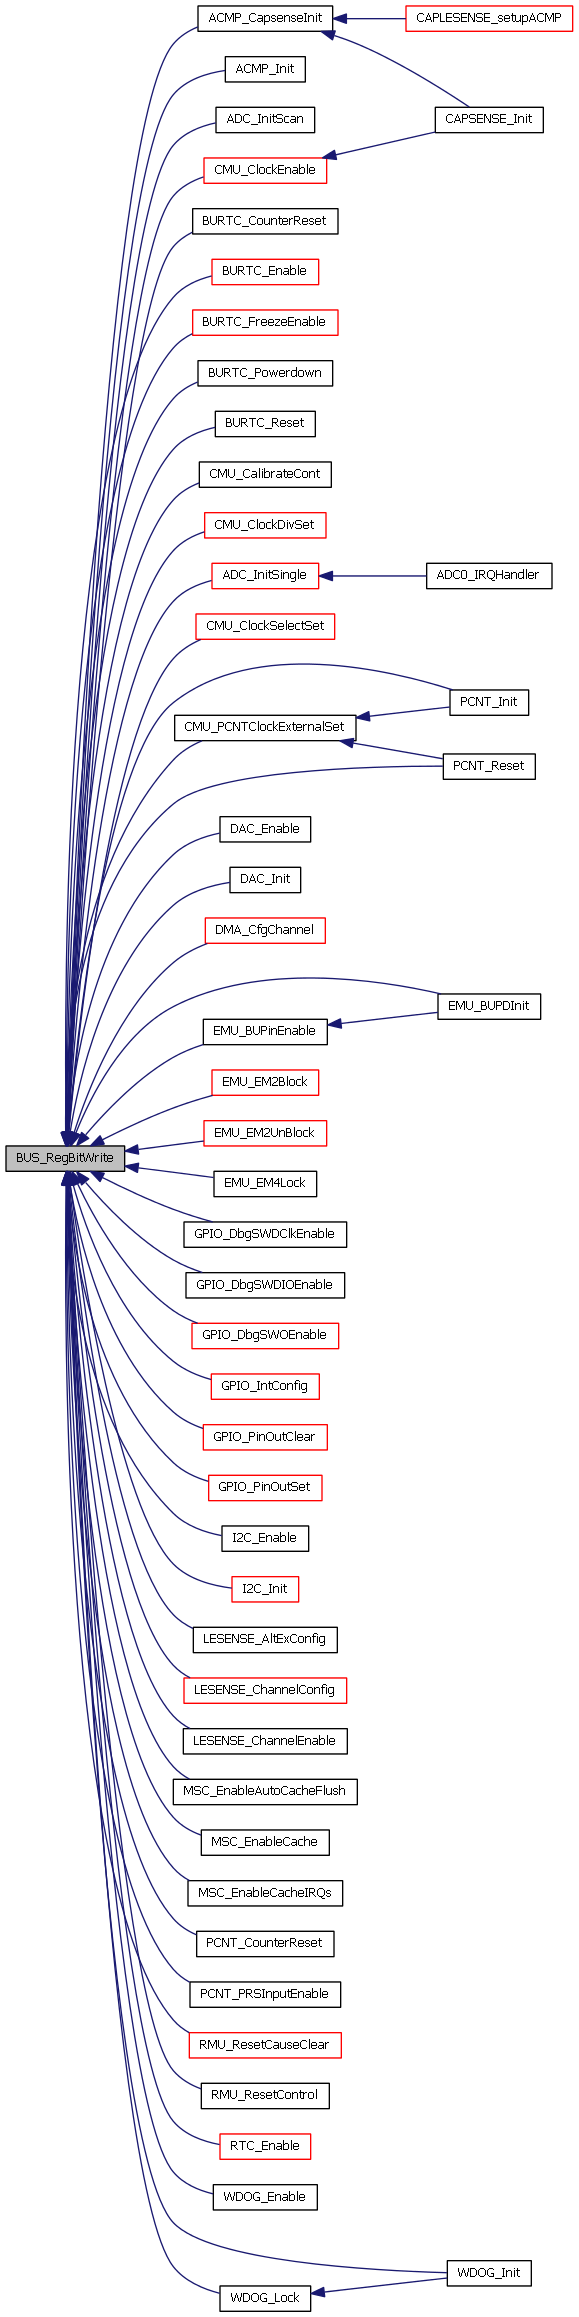 ACMP_CapsenseInit
CAPLESENSE_setupACMP
ACMP_Init
ADC_InitScan
CAPSENSE_Init
CMU_ClockEnable
BURTC_CounterReset
BURTC_Enable
BURTC_FreezeEnable
BURTC_Powerdown
BURTC_Reset
CMU_CalibrateCont
CMU_ClockDivSet
ADC_InitSingle
ADC0_IRQHandler
CMU_ClockSelectSet
PCNT_Init
CMU_PCNTClockExternalSet
PCNT_Reset
DAC_Enable
DAC_Init
DMA_CfgChannel
EMU_BUPDInit
EMU_BUPinEnable
EMU_EM2Block
EMU_EM2UnBlock
BUS_RegBitWrite
EMU_EM4Lock
GPIO_DbgSWDClkEnable
GPIO_DbgSWDIOEnable
GPIO_DbgSWOEnable
GPIO_IntConfig
GPIO_PinOutClear
GPIO_PinOutSet
I2C_Enable
I2C_Init
LESENSE_AltExConfig
LESENSE_ChannelConfig
LESENSE_ChannelEnable
MSC_EnableAutoCacheFlush
MSC_EnableCache
MSC_EnableCacheIRQs
PCNT_CounterReset
PCNT_PRSInputEnable
RMU_ResetCauseClear
RMU_ResetControl
RTC_Enable
WDOG_Enable
WDOG_Init
WDOG_Lock